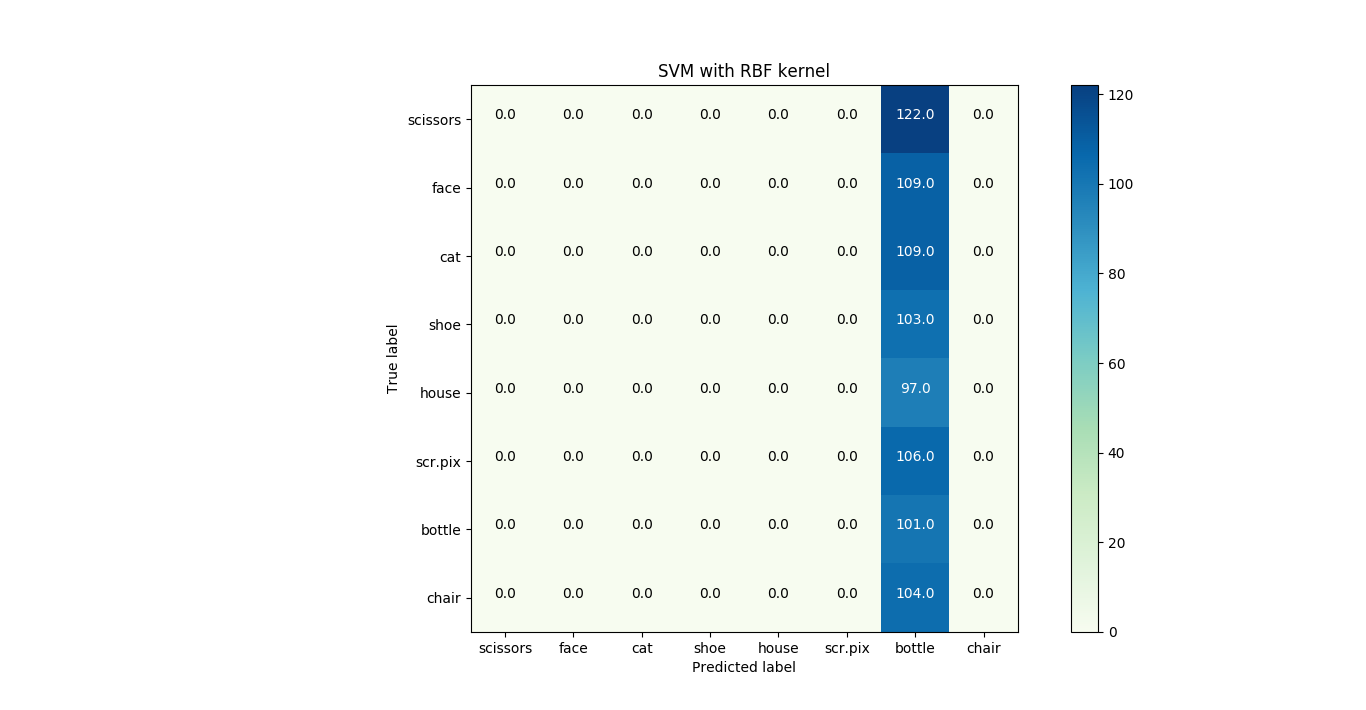 SVM with RBF kernel
scissors 0.0 0.0 0.0 0.0 0.0 0.0 122.0 0.0
face 0.0 0.0 0.0 0.0 0.0 0.0 109.0 0.0
cat 0.0 0.0 0.0 0.0 0.0 0.0 109.0 0.0
shoe 0.0 0.0 0.0 0.0 0.0 0.0 103.0 0.0
house 0.0 0.0 0.0 0.0 0.0 0.0 97.0 0.0
scr.pix 0.0 0.0 0.0 0.0 0.0 0.0 106.0 0.0
bottle 0.0 0.0 0.0 0.0 0.0 0.0 101.0 0.0
chair 0.0 0.0 0.0 0.0 0.0 0.0 104.0 0.0
True label
scissors face cat shoe house scr.pix bottle chair
Predicted label
120
100
80
60
40
20
0